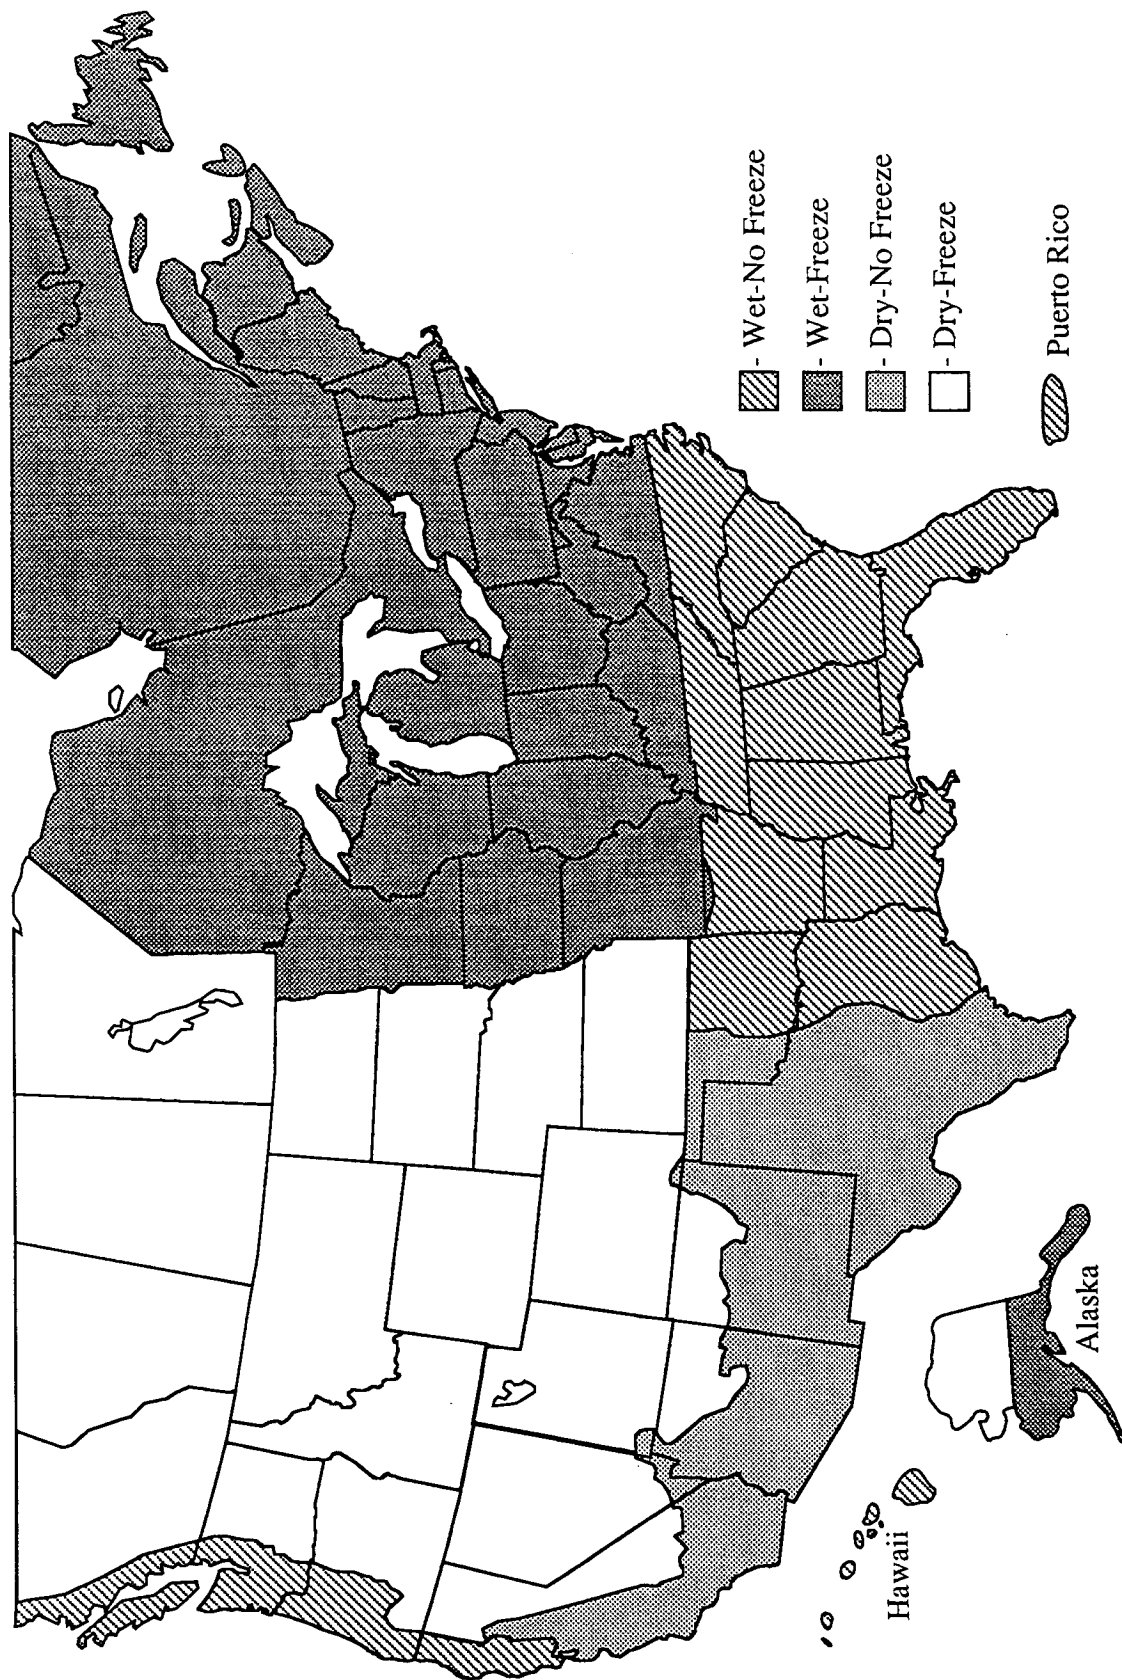 - Wet-No Freeze
- Wet-Freeze
- Dry-No Freeze
- Dry-Freeze
Puerto Rico
Alaska
Hawaii